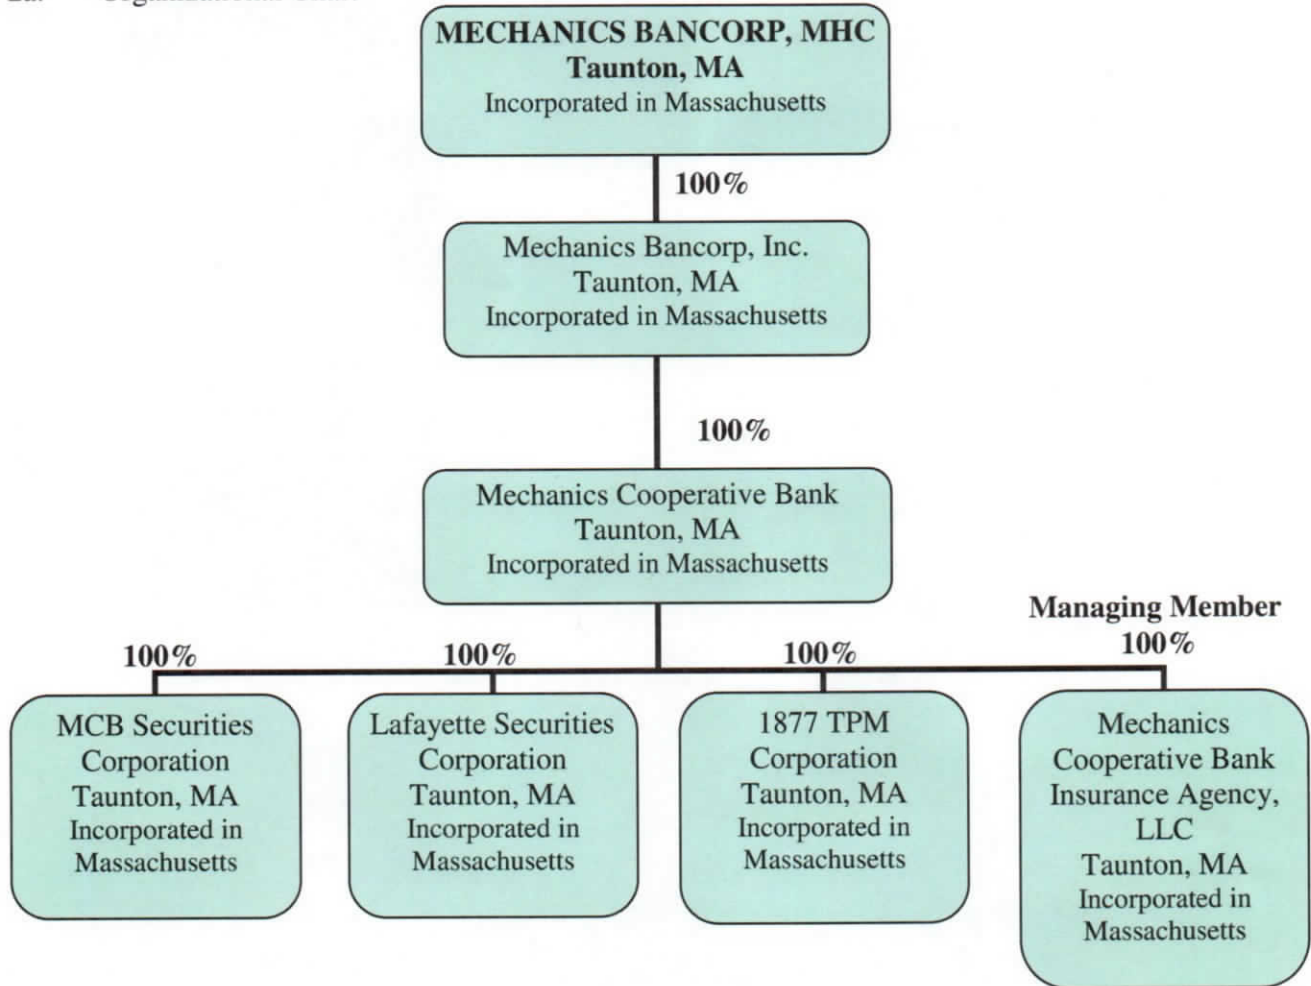 MECHANICS BANCORP, MHC
Taunton, MA
Incorporated in Massachusetts
100%
Mechanics Bancorp, Inc.
Taunton, MA
Incorporated in Massachusetts
100%
Mechanics Cooperative Bank
Taunton, MA
Incorporated in Massachusetts
100%
100%
100%
Managing Member
100%
MCB Securities
Corporation
Taunton, MA
Incorporated in
Massachusetts
Lafayette Securities
Corporation
Taunton, MA
Incorporated in
Massachusetts
1877 TPM
Corporation
Taunton, MA
Incorporated in
Massachusetts
Mechanics
Cooperative Bank
Insurance Agency,
LLC
Taunton, MA
Incorporated in
Massachusetts